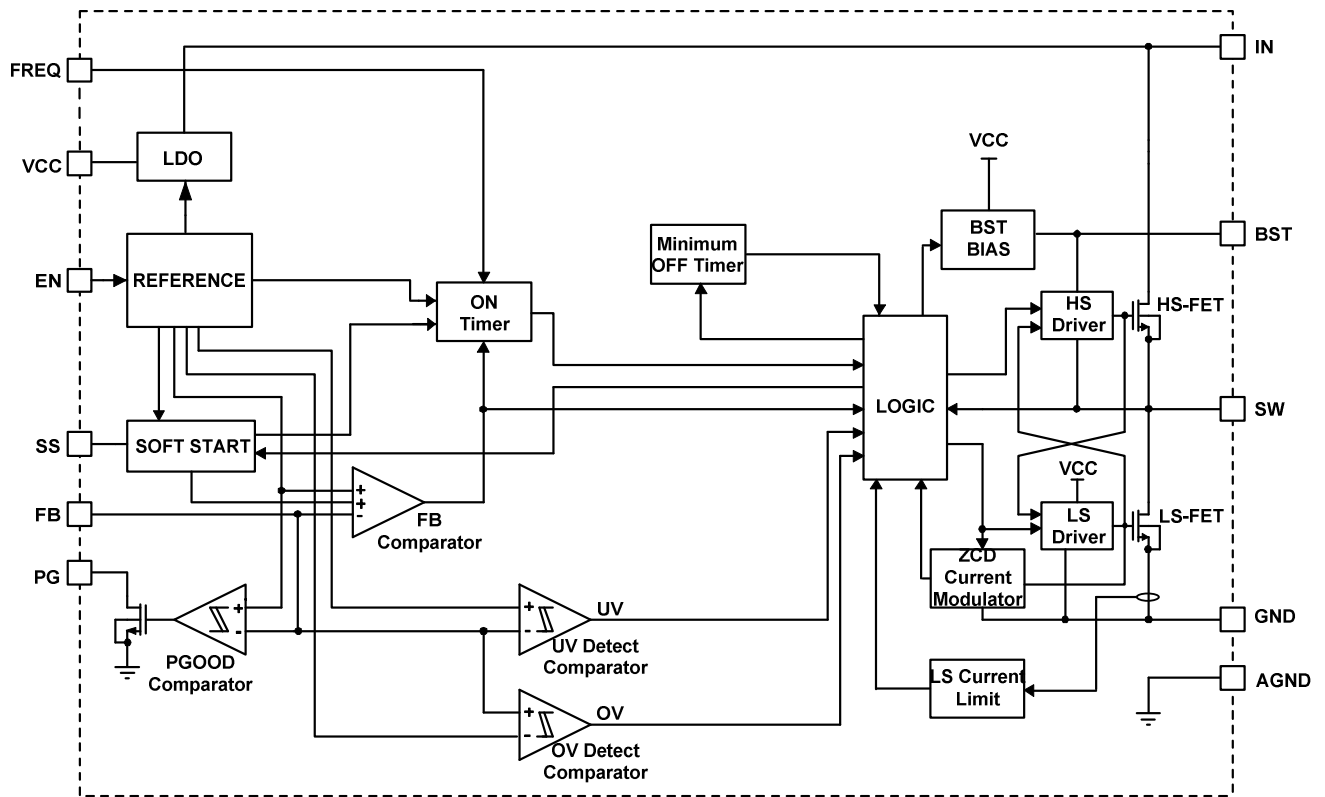 IN
FREQ
VCC
LDO
VCC
Minimum
OFF Timer
BST
BIAS
BST
EN
REFERENCE
ON
Timer
HS
Driver
HS-FET
LOGIC
SW
SS
SOFT START
VCC
+
+
-
FB
Comparator
FB
LS
Driver
LS-FET
ZCD
Current
Modulator
PG
+
-
PGOOD
Comparator
+
-
UV
UV Detect
Comparator
GND
LS Current
Limit
AGND
+
-
OV
OV Detect
Comparator